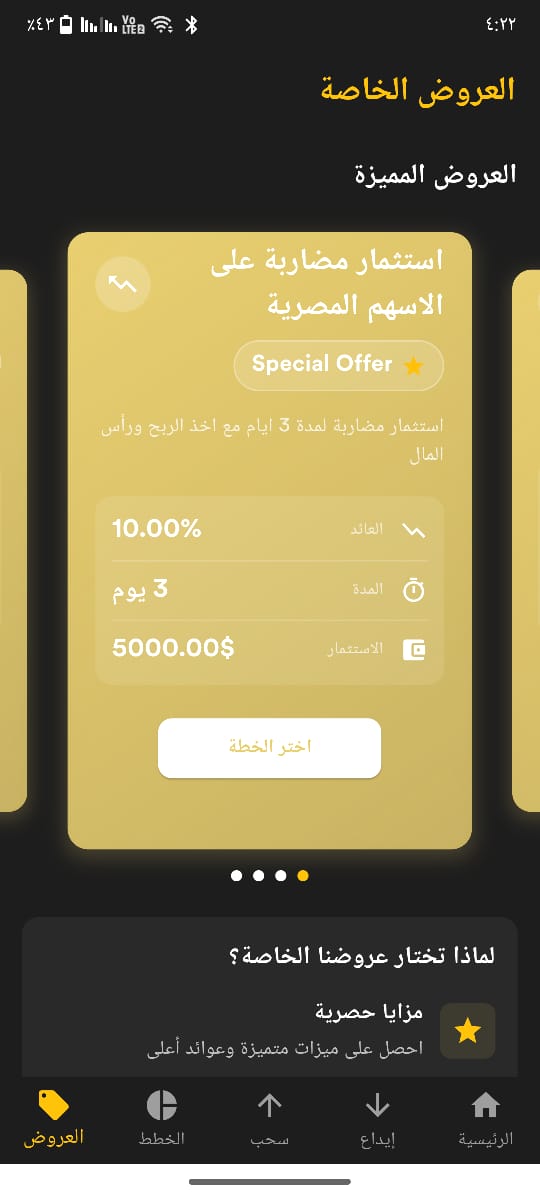 ٤:٢٢
٪٤٣
Vo
LTE2
العروض الخاصة
العروض المميزة
استثمار مضاربة على
الاسهم المصرية
Special Offer
استثمار مضاربة لمدة 3 ايام مع اخذ الربح ورأس
المال
العائد 10.00%
المدة 3 يوم
الاستثمار 5000.00$
اختر الخطة
لماذا تختار عروضنا الخاصة؟
مزايا حصرية
احصل على ميزات متميزة وعوائد أعلى
الرئيسية
إيداع
سحب
الخطط
العروض